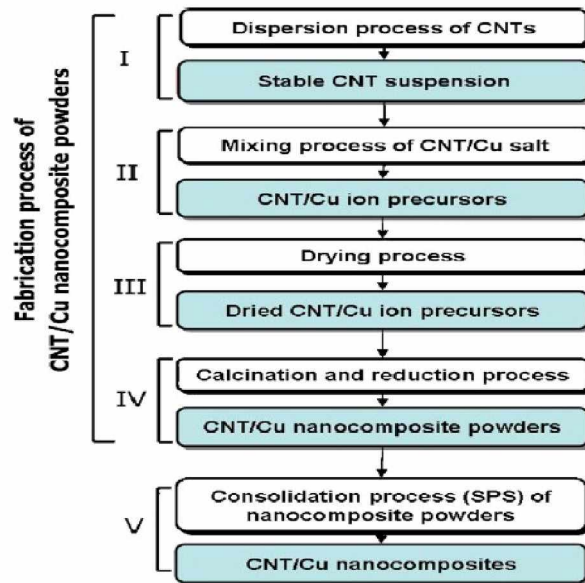 Fabrication process of
CNT/Cu nanocomposite powders
I
Dispersion process of CNTs
Stable CNT suspension
II
Mixing process of CNT/Cu salt
CNT/Cu ion precursors
III
Drying process
Dried CNT/Cu ion precursors
IV
Calcination and reduction process
CNT/Cu nanocomposite powders
V
Consolidation process (SPS) of
nanocomposite powders
CNT/Cu nanocomposites